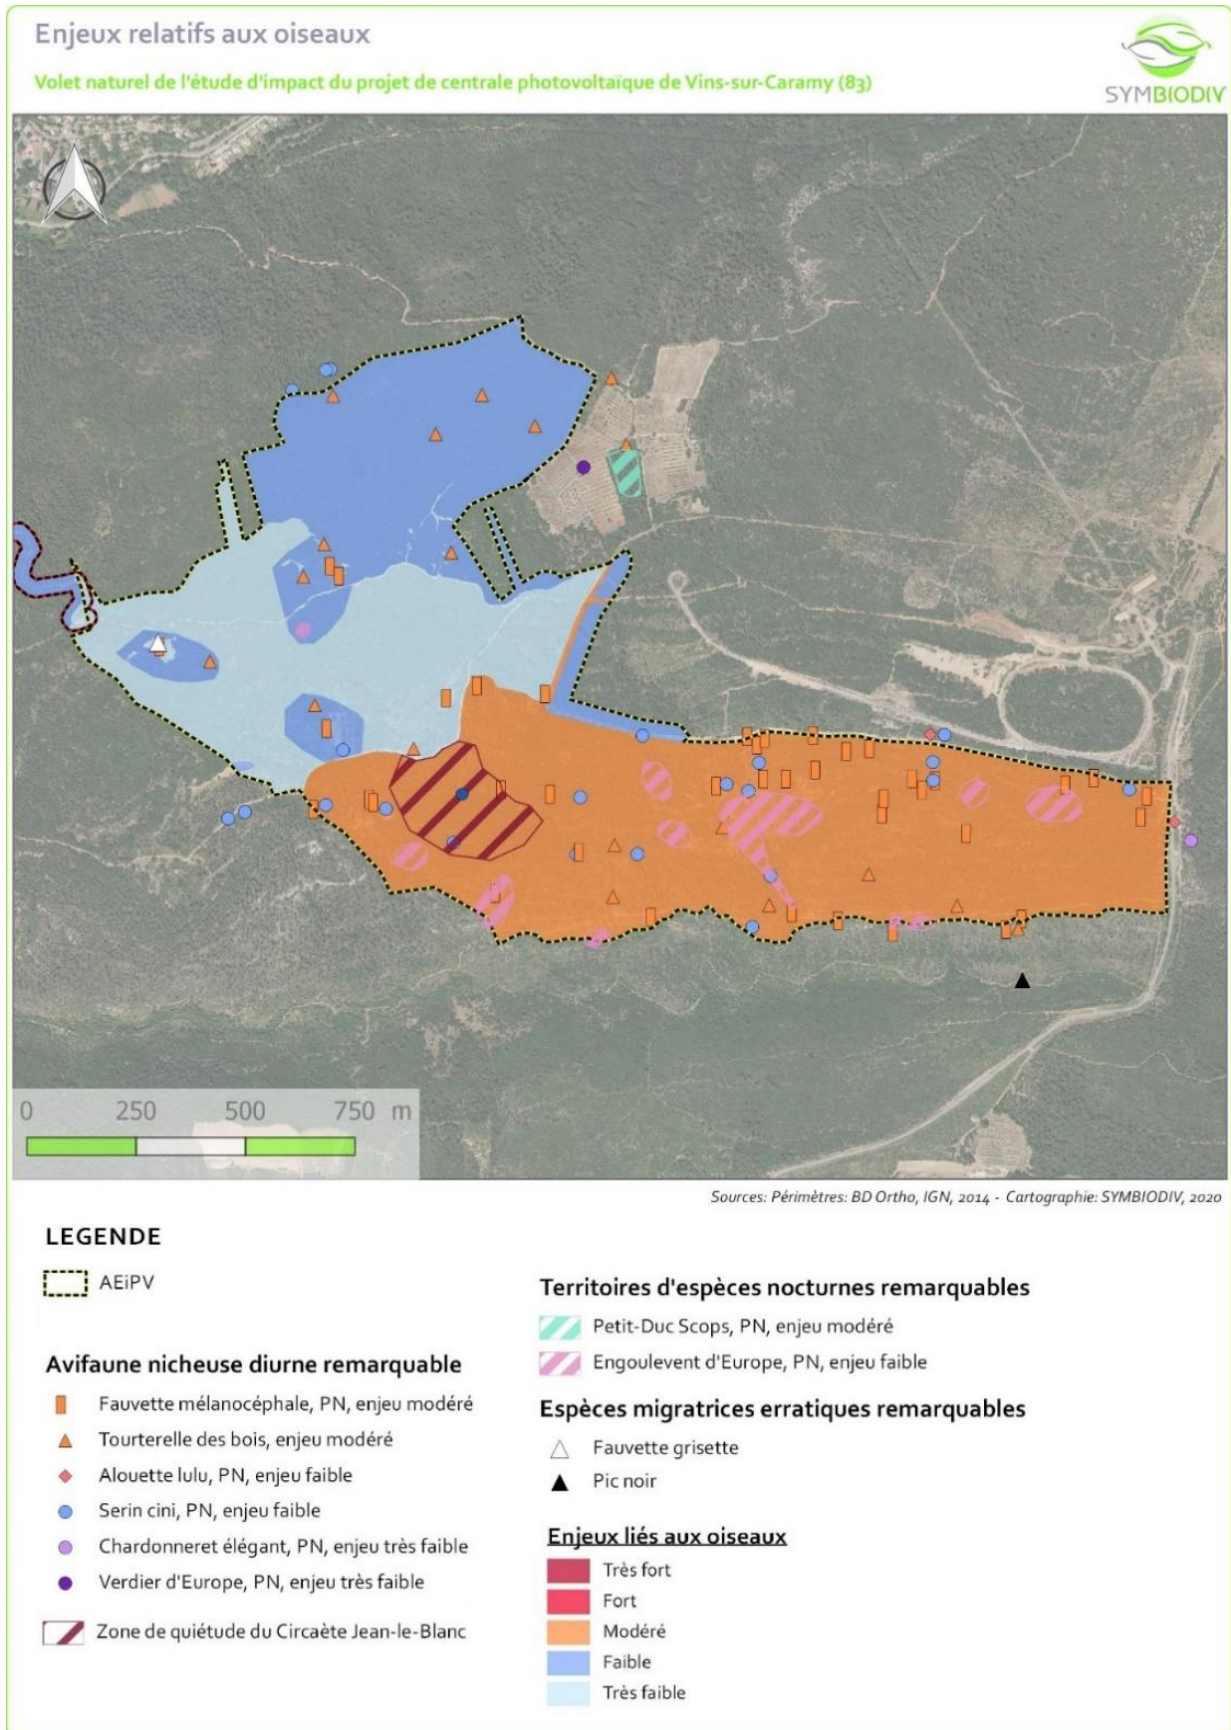 Enjeux relatifs aux oiseaux
Volet naturel de l'étude d'impact du projet de centrale photovoltaïque de Vins-sur-Caramy (83)
SYMBIODIV
0 250 500 750 m
Sources: Périmètres: BD Ortho, IGN, 2014 - Cartographie: SYMBIODIV, 2020
LEGENDE
AEiPV
Avifaune nicheuse diurne remarquable
Fauvette mélanocéphale, PN, enjeu modéré
Tourterelle des bois, enjeu modéré
Alouette lulu, PN, enjeu faible
Serin cini, PN, enjeu faible
Chardonneret élégant, PN, enjeu très faible
Verdier d'Europe, PN, enjeu très faible
Zone de quiétude du Circaète Jean-le-Blanc
Territoires d'espèces nocturnes remarquables
Petit-Duc Scops, PN, enjeu modéré
Engoulevent d'Europe, PN, enjeu faible
Espèces migratrices erratiques remarquables
Fauvette grisette
Pic noir
Enjeux liés aux oiseaux
Très fort
Fort
Modéré
Faible
Très faible